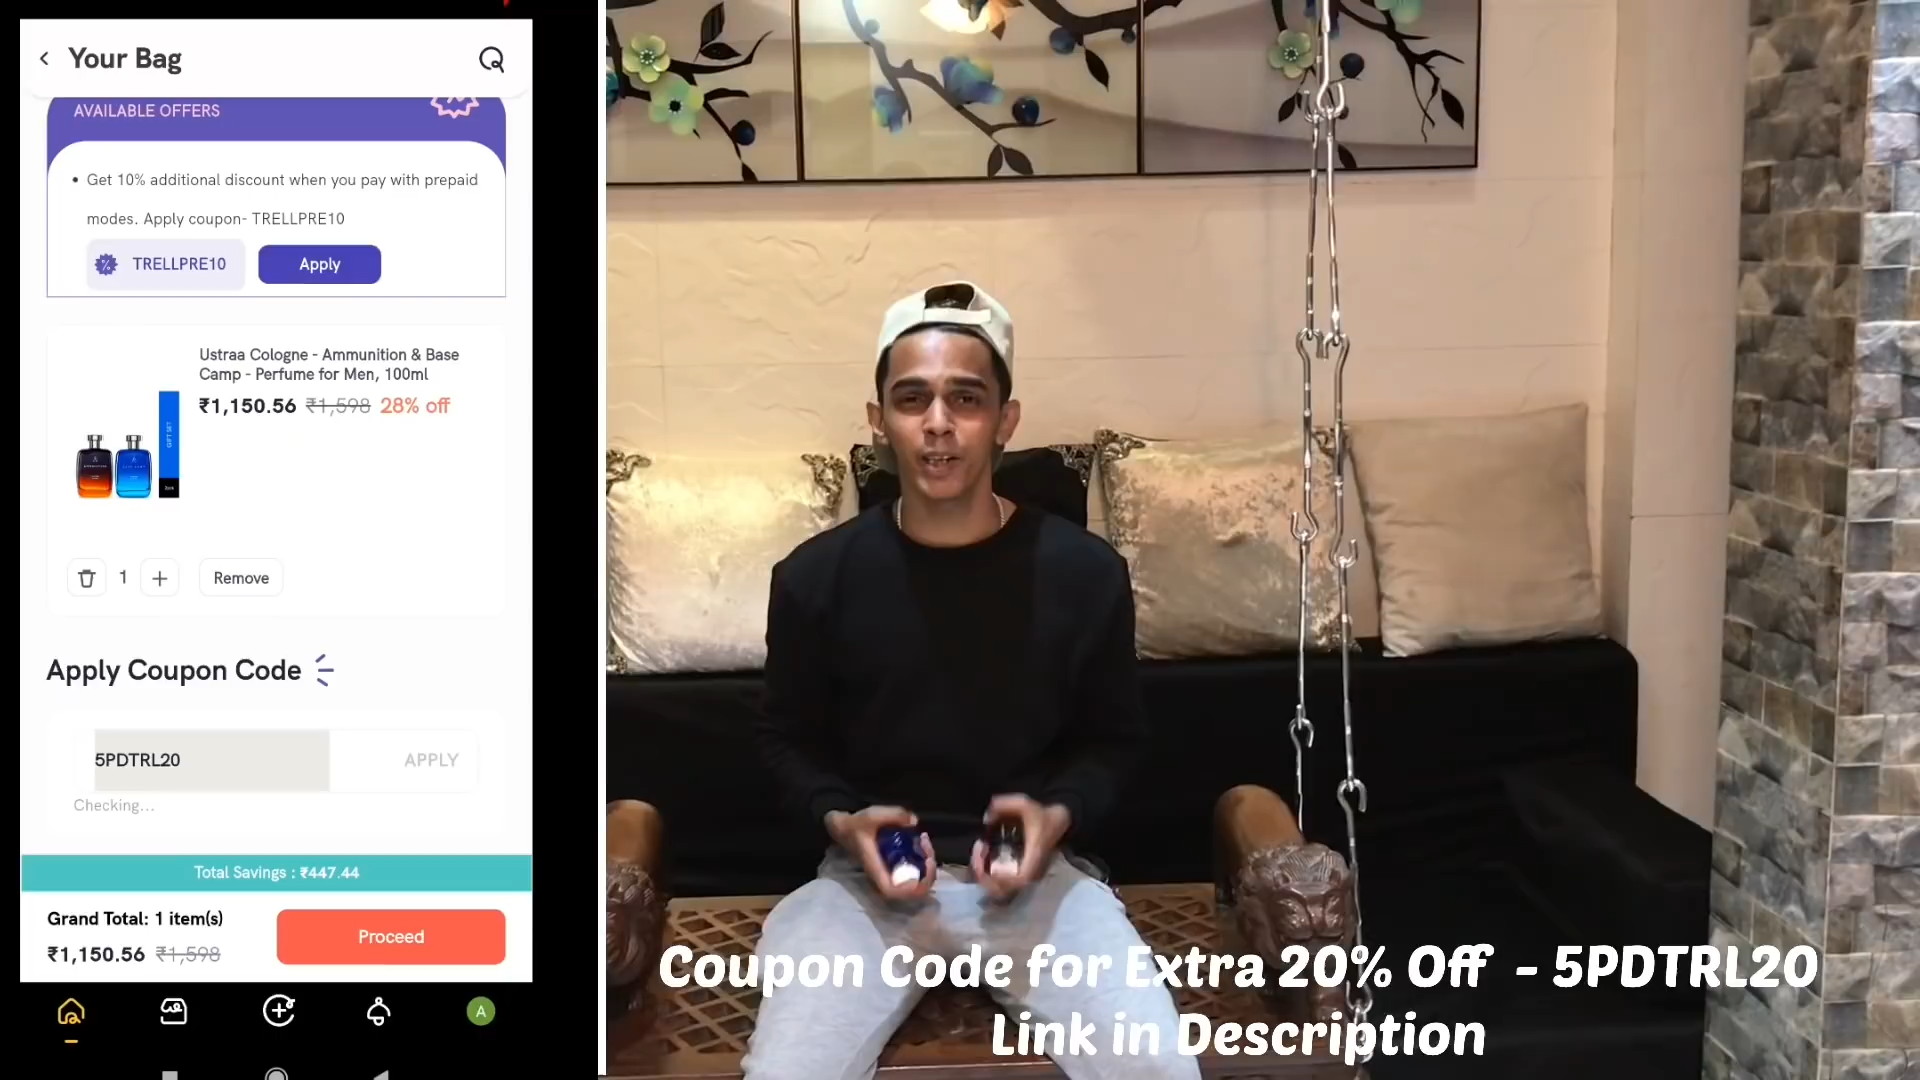 Your Bag
AVAILABLE OFFERS
• Get 10% additional discount when you pay with prepaid
modes. Apply coupon- TRELLPRE10
TRELLPRE10
Apply
Ustraa Cologne - Ammunition & Base
Camp - Perfume for Men, 100ml
₹1,150.56 ₹1,598 28% off
GIFT SET
1
Remove
Apply Coupon Code
5PDTRL20
APPLY
Checking...
Total Savings : ₹447.44
Grand Total: 1 item(s)
₹1,150.56 ₹1,598
Proceed
A
Coupon Code for Extra 20% Off - 5PDTRL20
Link in Description